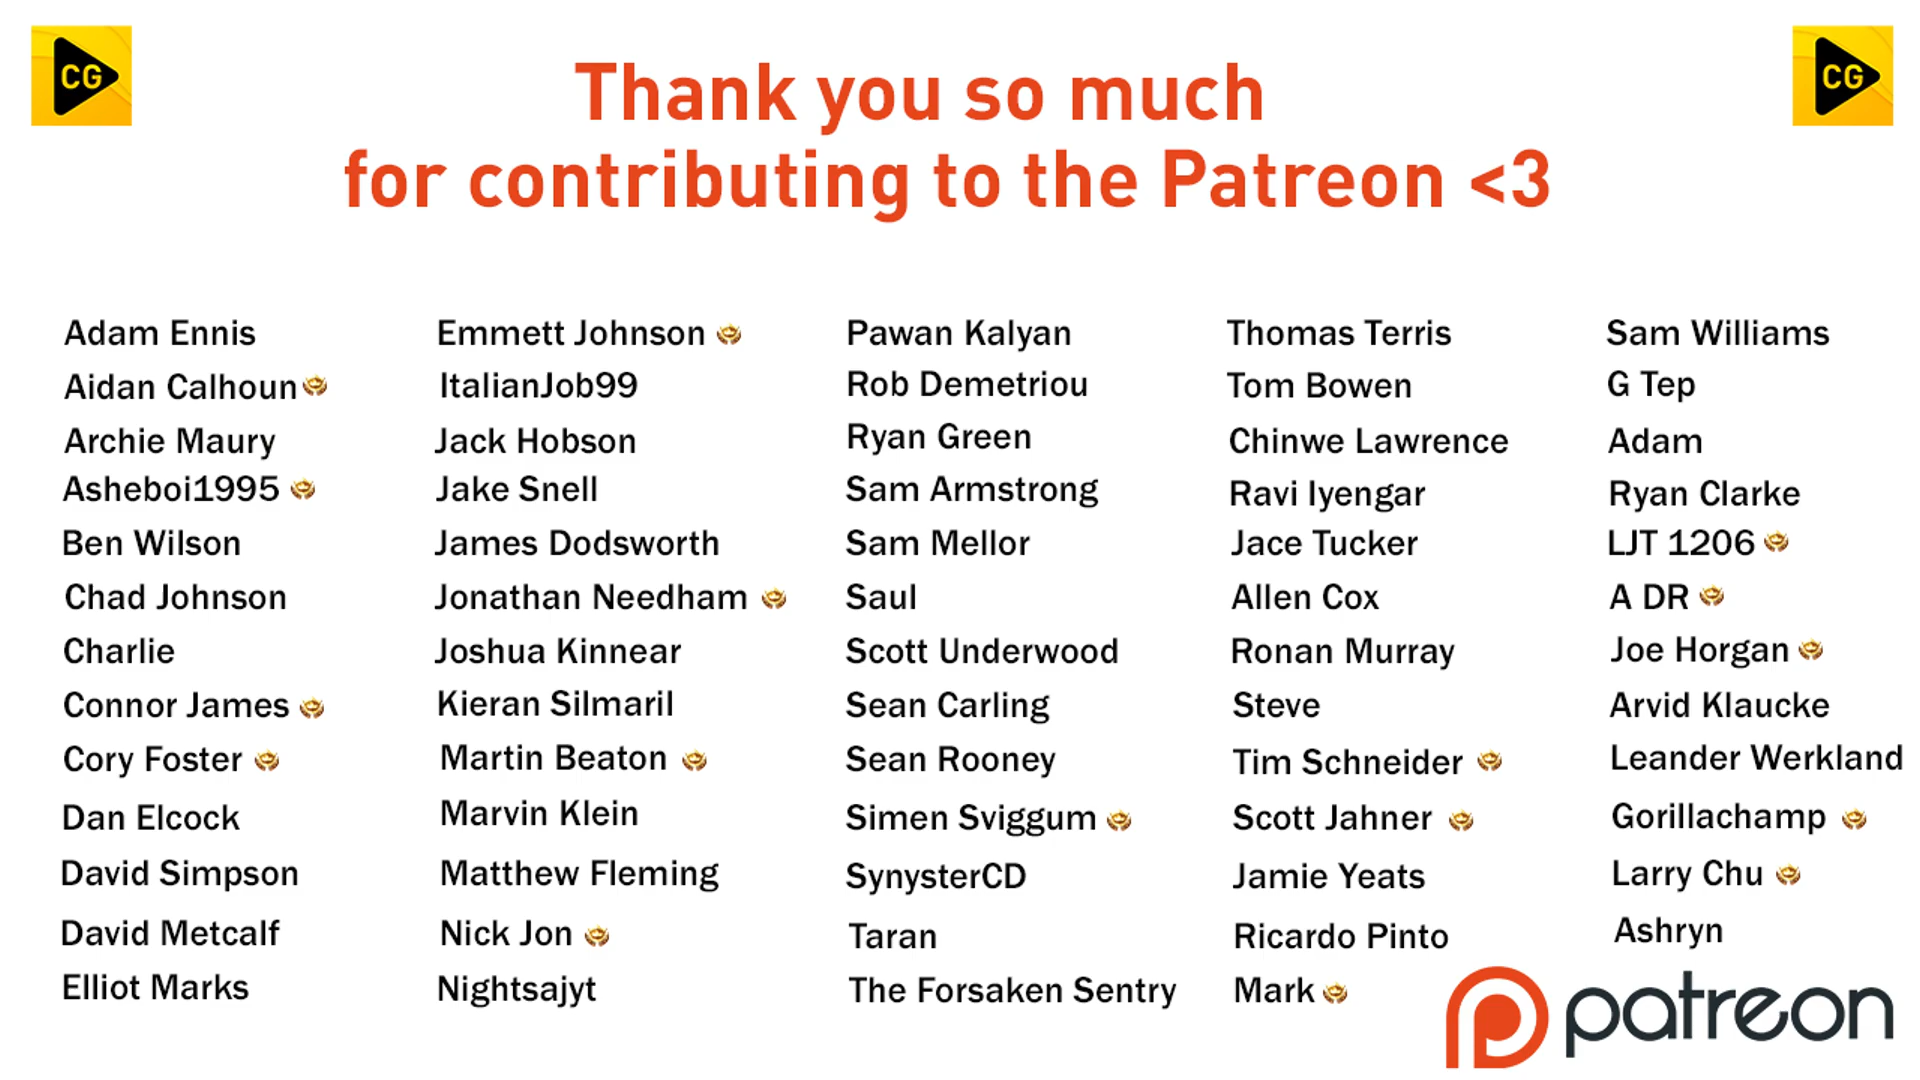 CG
CG
Thank you so much
for contributing to the Patreon <3
Adam Ennis
Aidan Calhoun
Archie Maury
Asheboi1995
Ben Wilson
Chad Johnson
Charlie
Connor James
Cory Foster
Dan Elcock
David Simpson
David Metcalf
Elliot Marks
Emmett Johnson
ItalianJob99
Jack Hobson
Jake Snell
James Dodsworth
Jonathan Needham
Joshua Kinnear
Kieran Silmaril
Martin Beaton
Marvin Klein
Matthew Fleming
Nick Jon
Nightsajyt
Pawan Kalyan
Rob Demetriou
Ryan Green
Sam Armstrong
Sam Mellor
Saul
Scott Underwood
Sean Carling
Sean Rooney
Simen Sviggum
SynysterCD
Taran
The Forsaken Sentry
Thomas Terris
Tom Bowen
Chinwe Lawrence
Ravi Iyengar
Jace Tucker
Allen Cox
Ronan Murray
Steve
Tim Schneider
Scott Jahner
Jamie Yeats
Ricardo Pinto
Mark
Sam Williams
G Tep
Adam
Ryan Clarke
LJT 1206
A DR
Joe Horgan
Arvid Klaucke
Leander Werkland
Gorillachamp
Larry Chu
Ashryn
patreon